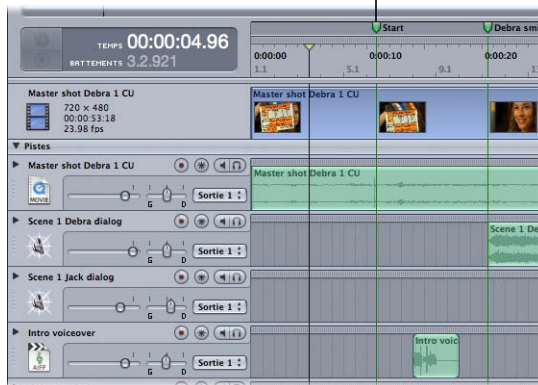 Start
Debra sm
TEMPS 00:00:04.96
BATTEMENTS 3.2.921
0:00:00
0:00:10
0:00:20
1.1
5.1
9.1
Master shot Debra 1 CU
720 × 480
00:00:53:18
23.98 fps
Master shot Debra 1 CU
Pistes
Master shot Debra 1 CU
MOVIE
G D
Sortie 1
Master shot Debra 1 CU
Scene 1 Debra dialog
G D
Sortie 1
Scene 1 De
Scene 1 Jack dialog
G D
Sortie 1
Intro voiceover
AIFF
G D
Sortie 1
Intro voic